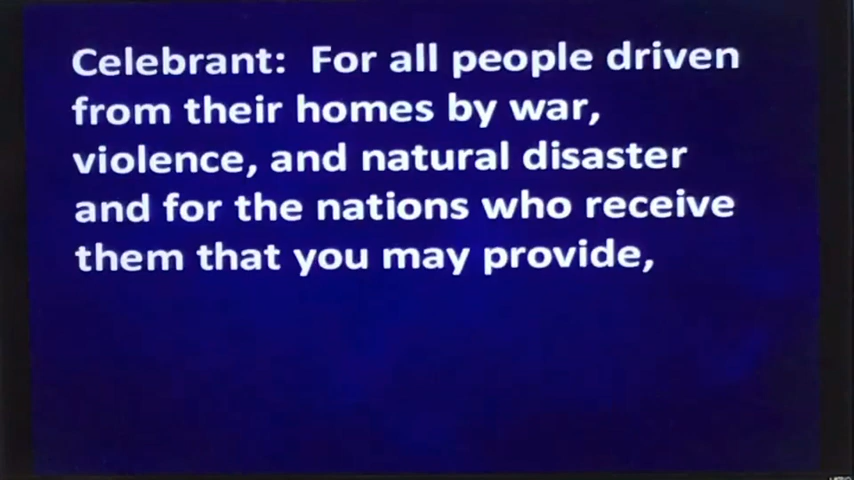 Celebrant: For all people driven
from their homes by war,
violence, and natural disaster
and for the nations who receive
them that you may provide,